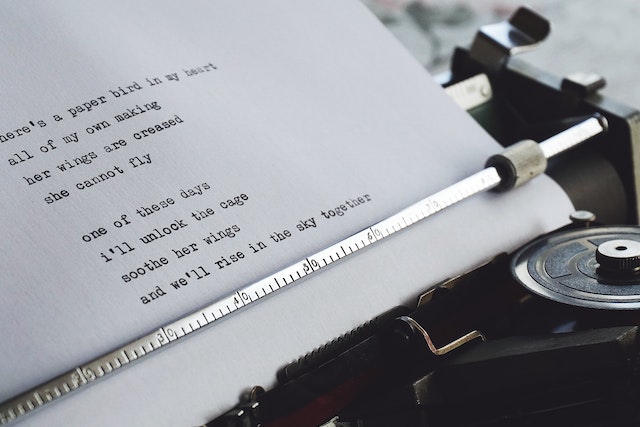 here's a paper bird in my heart
all of my own making
her wings are creased
she cannot fly
one of these days
i'll unlock the cage
soothe her wings
and we'll rise in the sky together
20
30
40
50
60
70